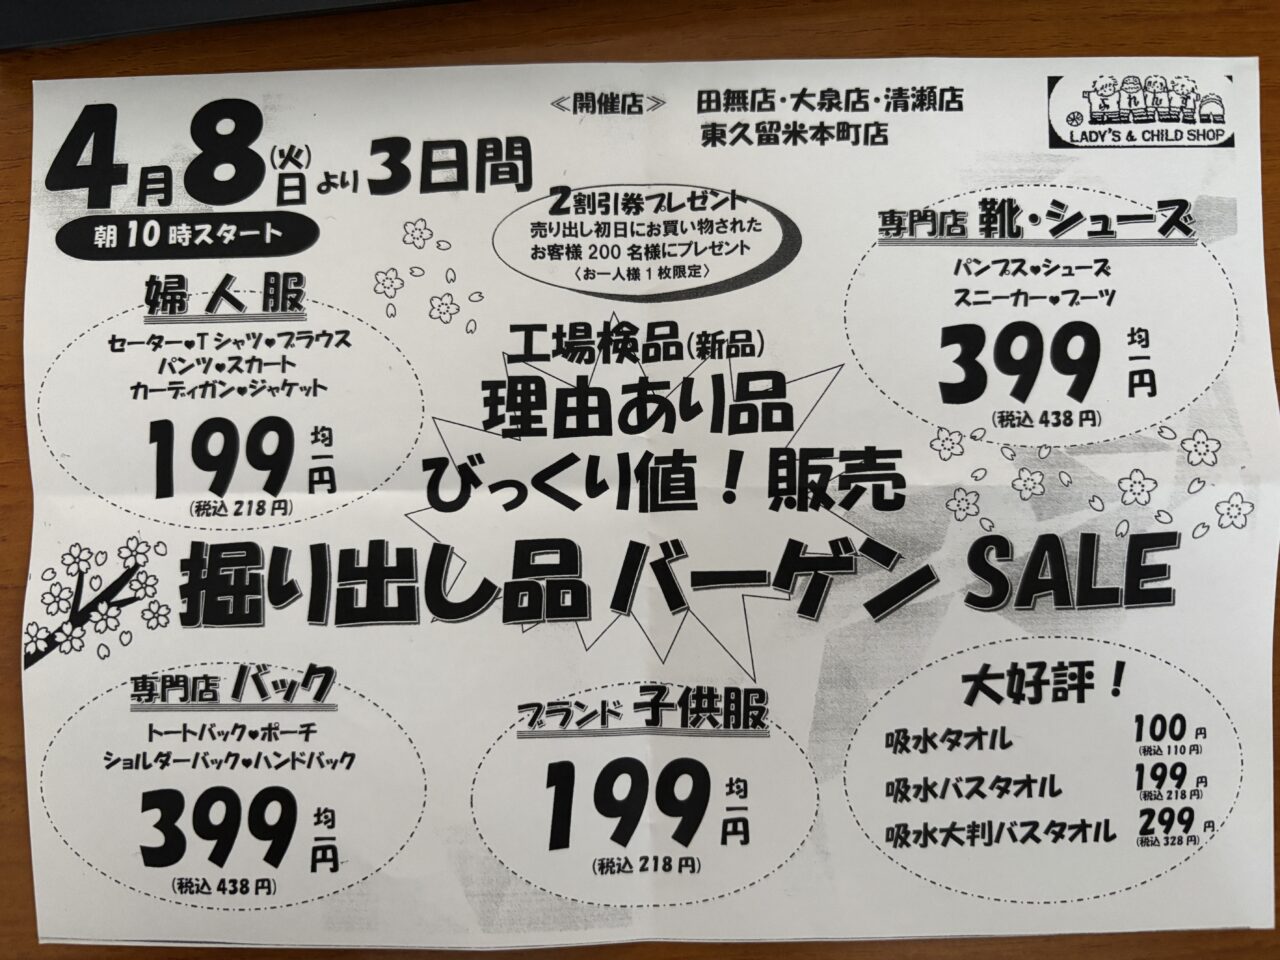 4月8日(火)より3日間
朝10時スタート
≪開催店≫ 田無店・大泉店・清瀬店
東久留米本町店
ふれんず
LADY'S & CHILD SHOP
2割引券プレゼント
売り出し初日にお買い物された
お客様200名様にプレゼント
〈お一人様1枚限定〉
婦人服
セーター♥Tシャツ♥ブラウス
パンツ♥スカート
カーディガン♥ジャケット
199均一円
(税込218円)
工場検品(新品)
理由あり品
びっくり値!販売
専門店 靴・シューズ
パンプス♥シューズ
スニーカー♥ブーツ
399均一円
(税込438円)
掘り出し品 バーゲン SALE
専門店 バック
トートバック♥ポーチ
ショルダーバック♥ハンドバック
399均一円
(税込438円)
ブランド 子供服
199均一円
(税込218円)
大好評!
吸水タオル 100円
(税込110円)
吸水バスタオル 199円
(税込218円)
吸水大判バスタオル 299円
(税込328円)